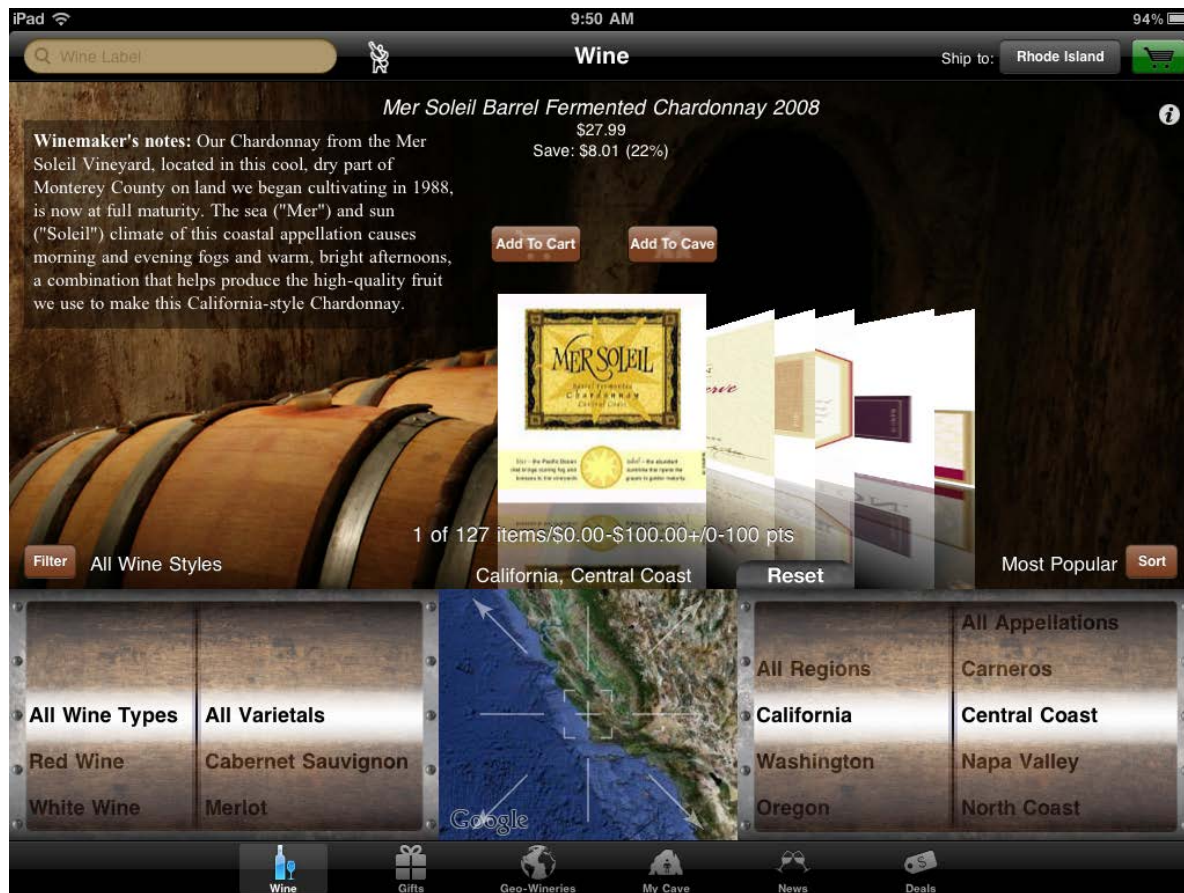 iPad
9:50 AM
94%
Wine Label
Wine
Ship to:
Rhode Island
Mer Soleil Barrel Fermented Chardonnay 2008
$27.99
Save: $8.01 (22%)
Winemaker's notes: Our Chardonnay from the Mer
Soleil Vineyard, located in this cool, dry part of
Monterey County on land we began cultivating in 1988,
is now at full maturity. The sea ("Mer") and sun
("Soleil") climate of this coastal appellation causes
morning and evening fogs and warm, bright afternoons,
a combination that helps produce the high-quality fruit
we use to make this California-style Chardonnay.
Add To Cart
Add To Cave
MER SOLEIL
Barrel Fermented
Chardonnay
Central Coast
1 of 127 items/$0.00-$100.00+/0-100 pts
Filter
All Wine Styles
California, Central Coast
Reset
Most Popular
Sort
All Wine Types
Red Wine
White Wine
All Varietals
Cabernet Sauvignon
Merlot
Google
All Regions
California
Washington
Oregon
All Appellations
Carneros
Central Coast
Napa Valley
North Coast
Wine
Gifts
Geo-Wineries
My Cave
News
Deals